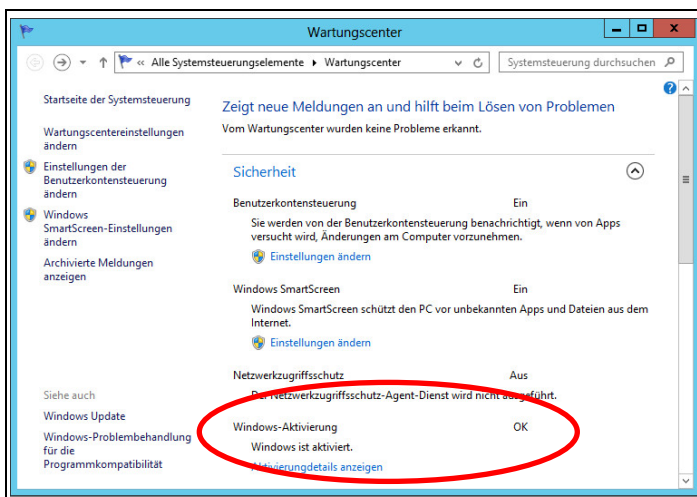 Wartungscenter
« Alle Systemsteuerungselemente ▸ Wartungscenter
Systemsteuerung durchsuchen
Startseite der Systemsteuerung
Wartungscentereinstellungen
ändern
Einstellungen der
Benutzerkontensteuerung
ändern
Windows
SmartScreen-Einstellungen
ändern
Archivierte Meldungen
anzeigen
Siehe auch
Windows Update
Windows-Problembehandlung
für die
Programmkompatibilität
Zeigt neue Meldungen an und hilft beim Lösen von Problemen
Vom Wartungscenter wurden keine Probleme erkannt.
Sicherheit
Benutzerkontensteuerung Ein
Sie werden von der Benutzerkontensteuerung benachrichtigt, wenn von Apps
versucht wird, Änderungen am Computer vorzunehmen.
Einstellungen ändern
Windows SmartScreen Ein
Windows SmartScreen schützt den PC vor unbekannten Apps und Dateien aus dem
Internet.
Einstellungen ändern
Netzwerkzugriffsschutz Aus
Der Netzwerkzugriffsschutz-Agent-Dienst wird nicht ausgeführt.
Windows-Aktivierung OK
Windows ist aktiviert.
Aktivierungdetails anzeigen